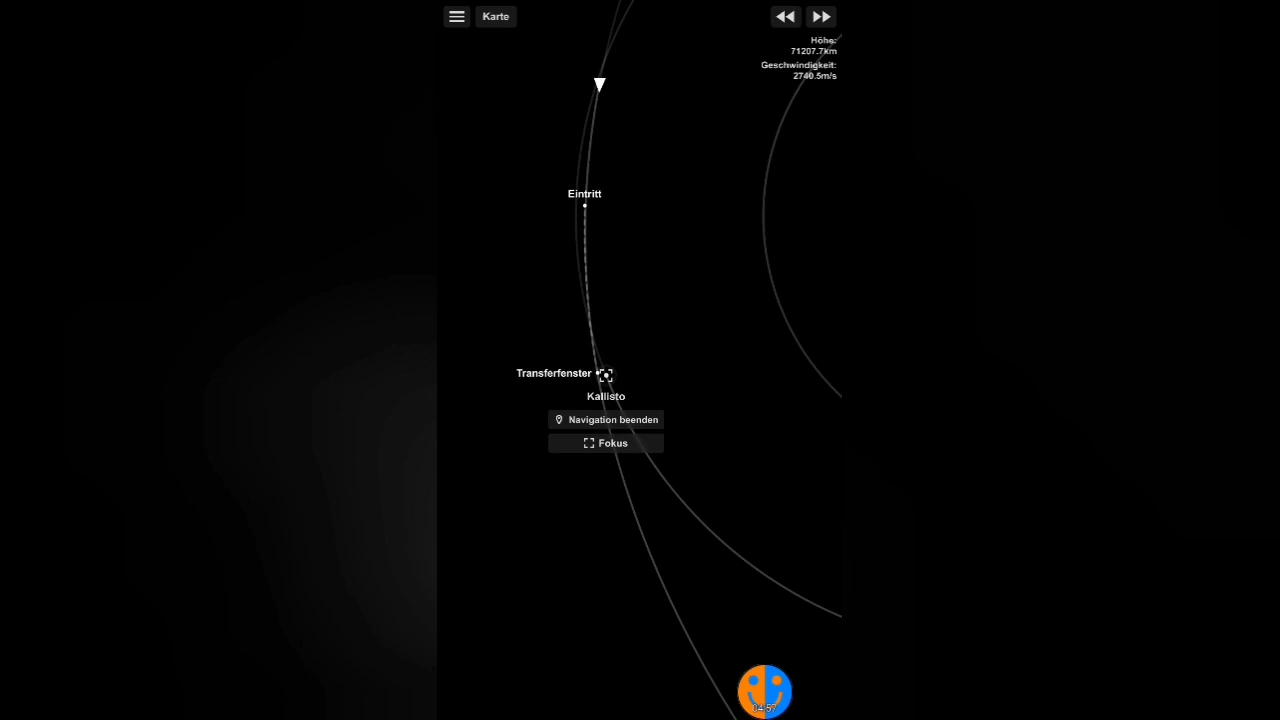 Karte
Höhe:
71207.7km
Geschwindigkeit:
2740.5m/s
Eintritt
Transferfenster
Kallisto
Navigation beenden
Fokus
04:57